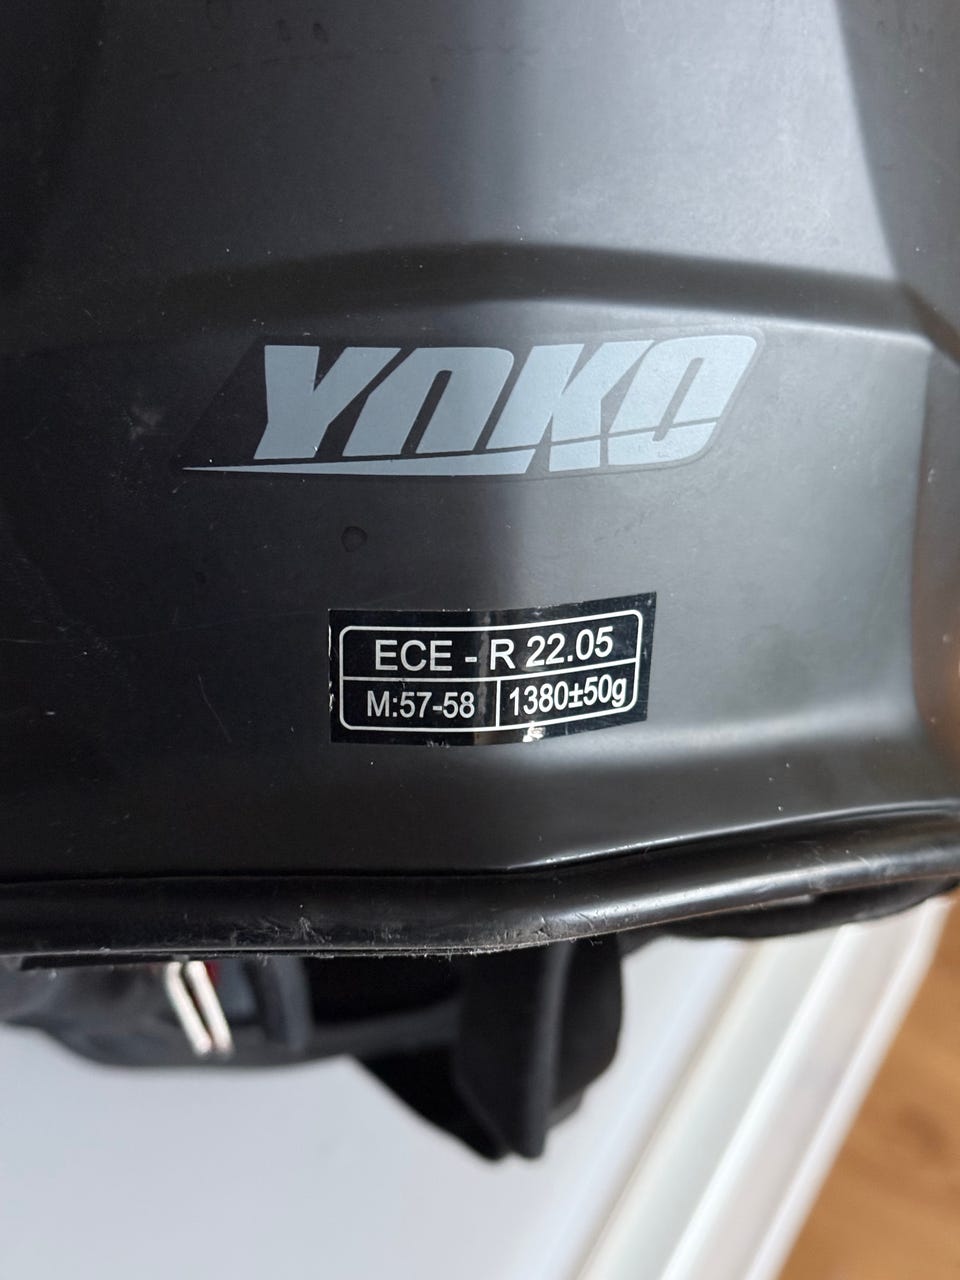 YOKO
ECE - R 22.05
M:57-58 1380±50g